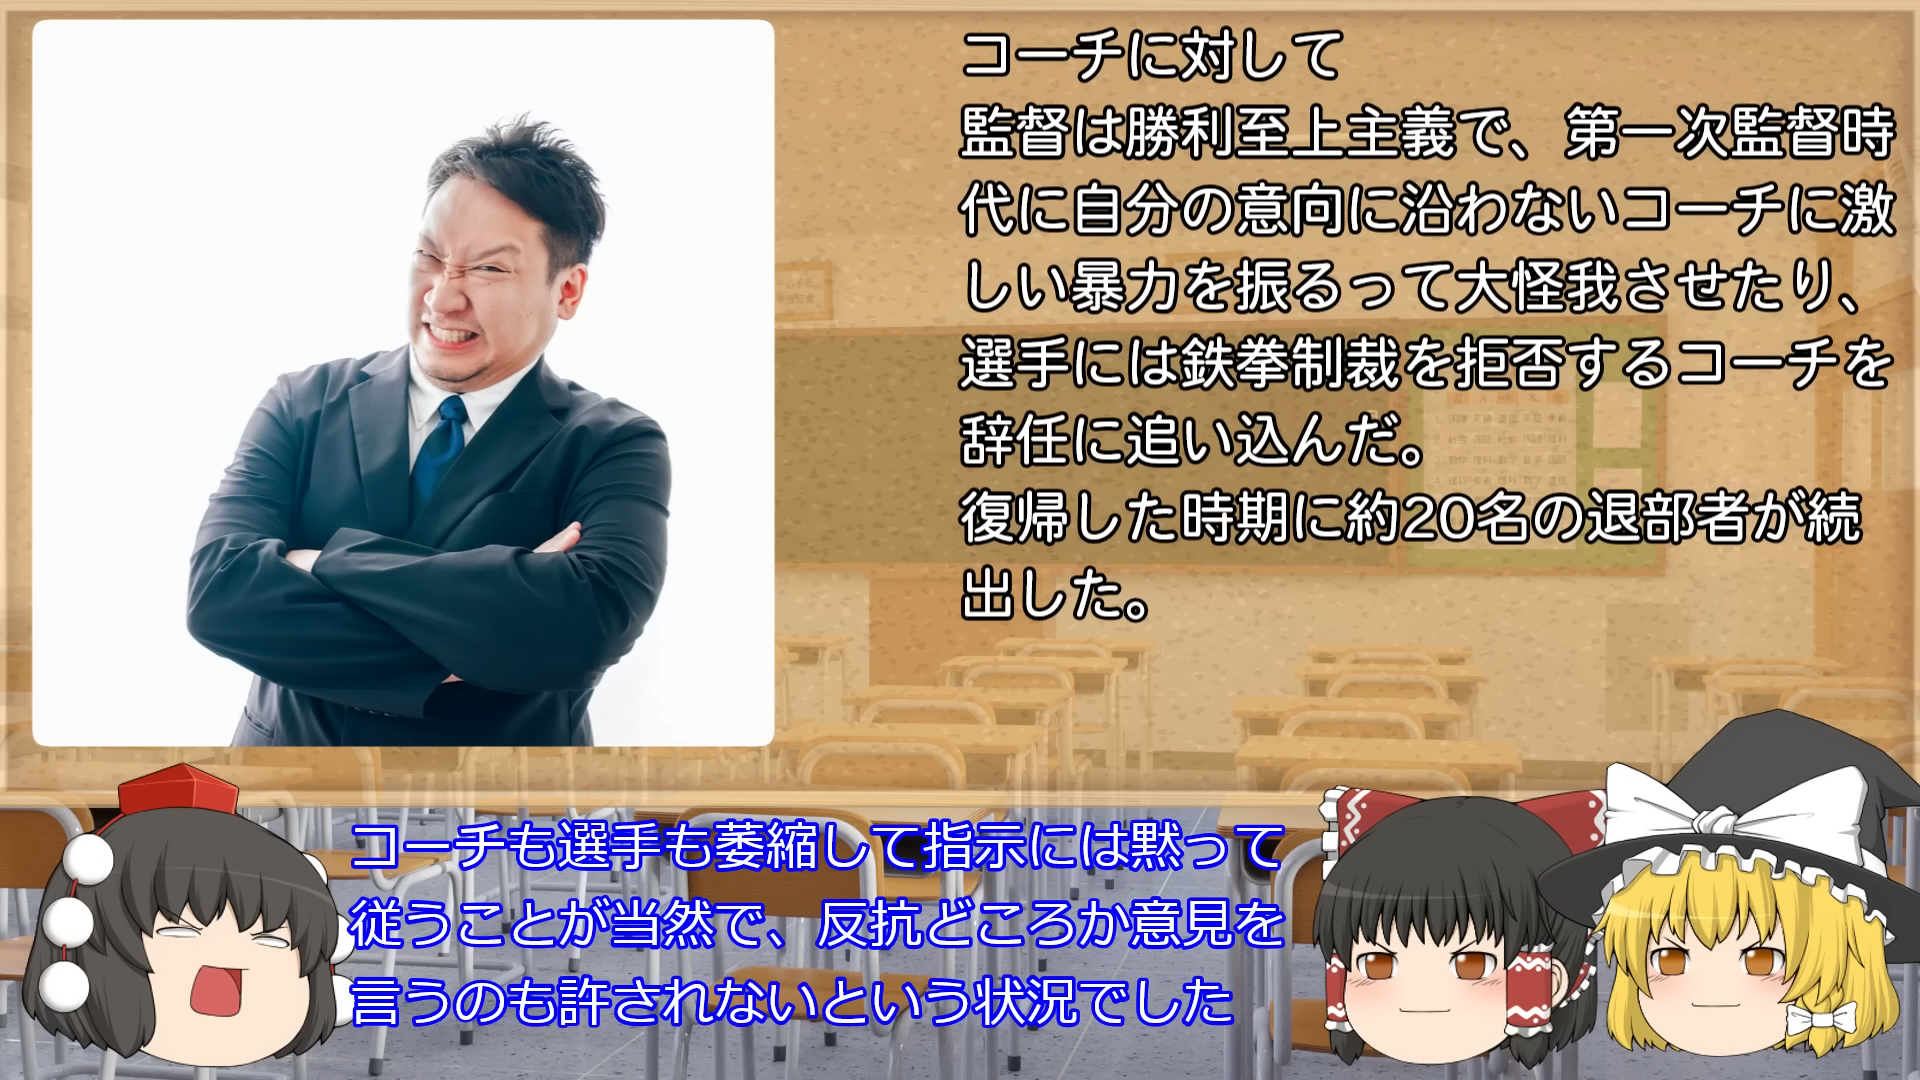 コーチに対して
監督は勝利至上主義で、第一次監督時
代に自分の意向に沿わないコーチに激
しい暴力を振るって大怪我させたり、
選手には鉄拳制裁を拒否するコーチを
辞任に追い込んだ。
復帰した時期に約20名の退部者が続
出した。
コーチも選手も萎縮して指示には黙って
従うことが当然で、反抗どころか意見を
言うのも許されないという状況でした